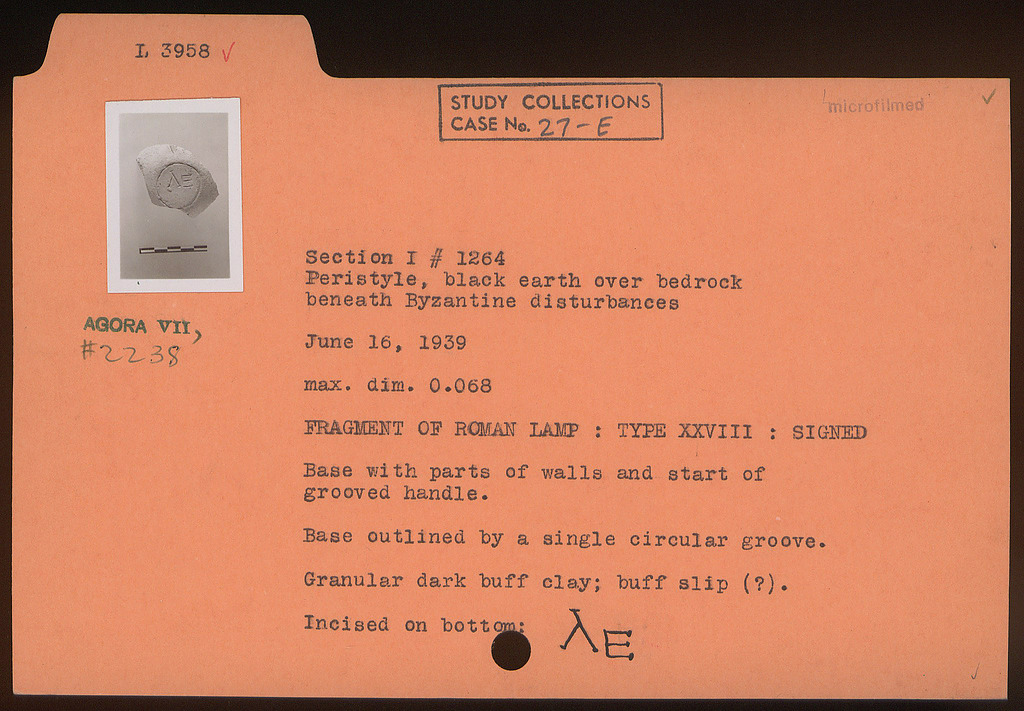 L 3958 ✓
STUDY COLLECTIONS
CASE No. 27-E
microfilmed ✓
ΛΕ
AGORA VII,
#2238
Section I # 1264
Peristyle, black earth over bedrock
beneath Byzantine disturbances
June 16, 1939
max. dim. 0.068
FRAGMENT OF ROMAN LAMP : TYPE XXVIII : SIGNED
Base with parts of walls and start of
grooved handle.
Base outlined by a single circular groove.
Granular dark buff clay; buff slip (?).
Incised on bottom: ΛΕ